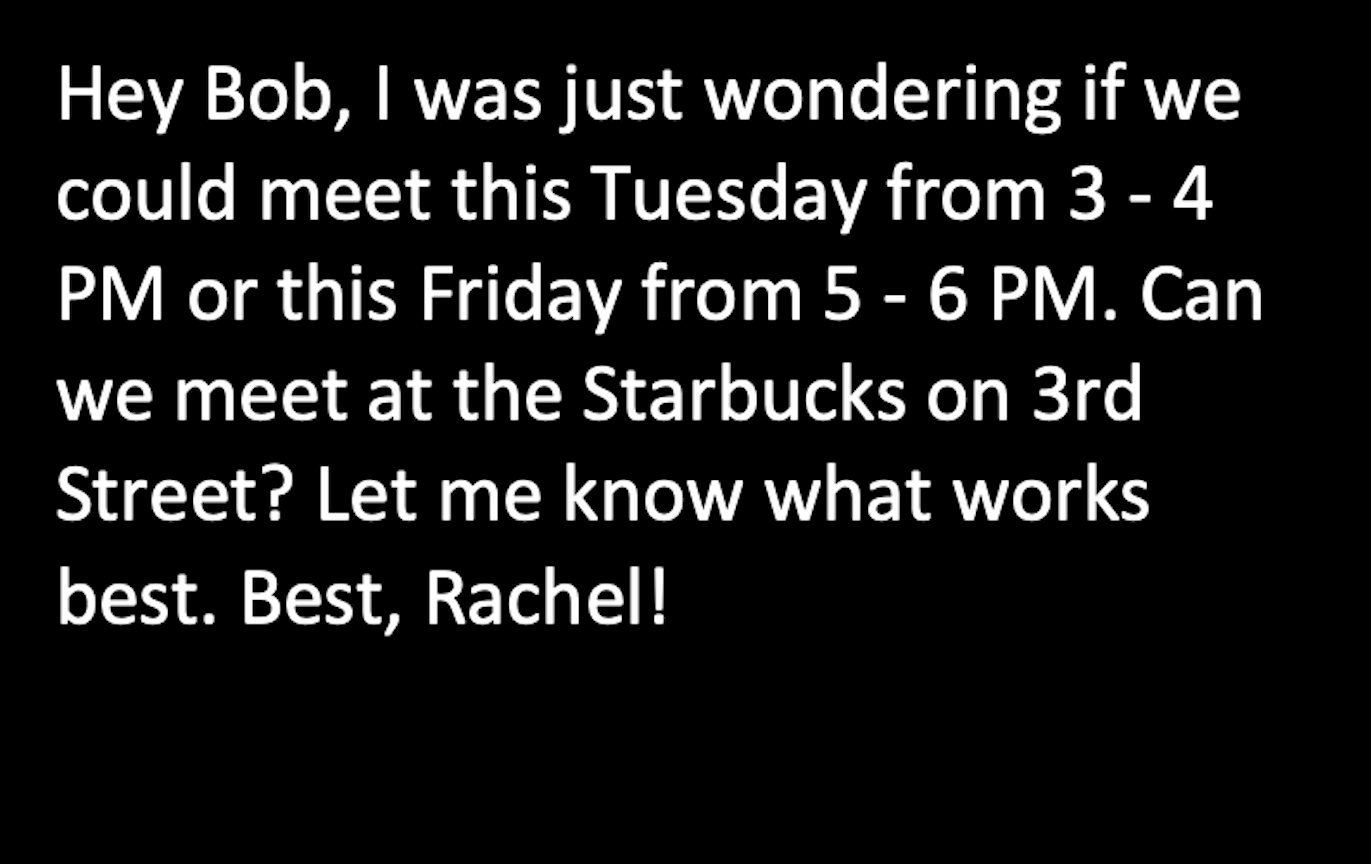 Hey Bob, I was just wondering if we
could meet this Tuesday from 3 - 4
PM or this Friday from 5 - 6 PM. Can
we meet at the Starbucks on 3rd
Street? Let me know what works
best. Best, Rachel!